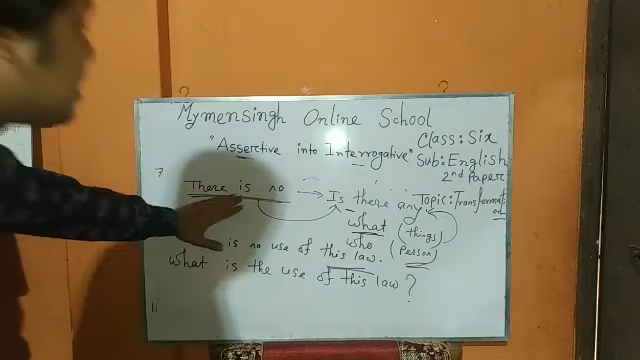 Mymensingh Online School
"Assertive into Interrogative"
Class: Six
Sub: English
2nd Paper
Topic: Transformation
7
There is no → Is there any
what (things)
who (Person)
is no use of this law.
what is the use of this law?